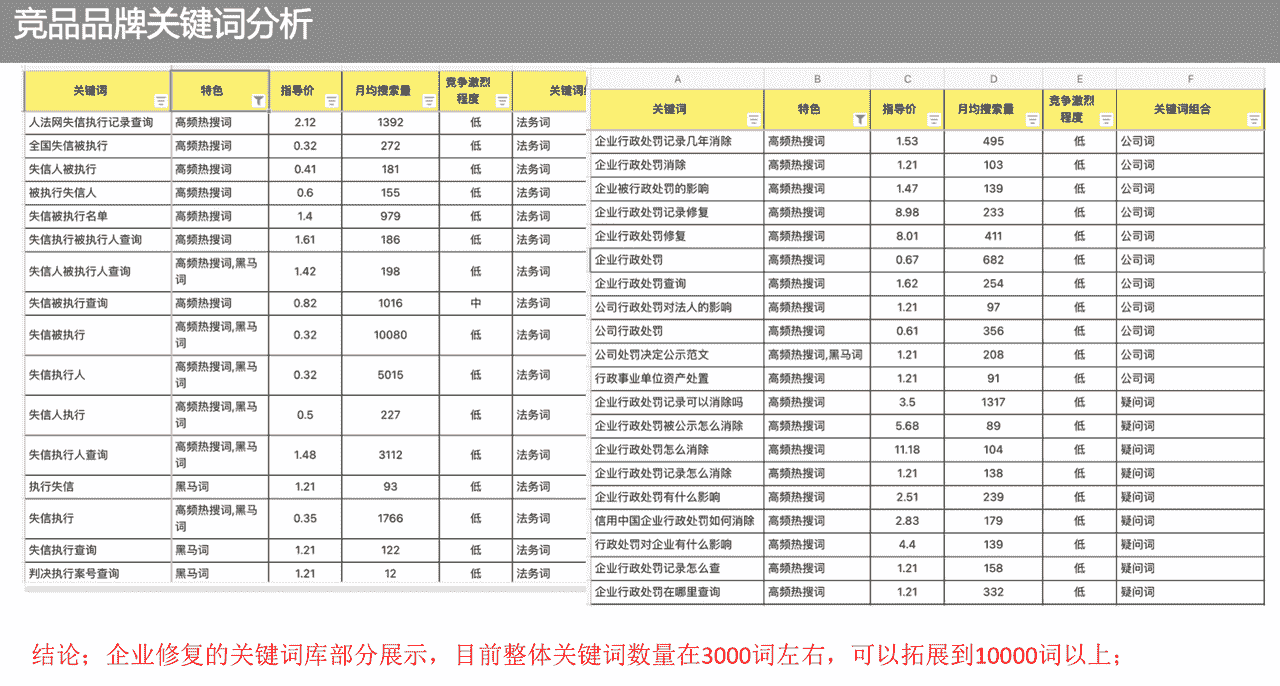 竞品品牌关键词分析
关键词 特色 指导价 月均搜索量 竞争激烈程度 关键词
人法网失信执行记录查询 高频热搜词 2.12 1392 低 法务词
全国失信被执行 高频热搜词 0.32 272 低 法务词
失信人被执行 高频热搜词 0.41 181 低 法务词
被执行失信人 高频热搜词 0.6 155 低 法务词
失信被执行名单 高频热搜词 1.4 979 低 法务词
失信执行被执行人查询 高频热搜词 1.61 186 低 法务词
失信人被执行人查询 高频热搜词,黑马词 1.42 198 低 法务词
失信被执行查询 高频热搜词 0.82 1016 中 法务词
失信被执行 高频热搜词,黑马词 0.32 10080 低 法务词
失信执行人 高频热搜词,黑马词 0.32 5015 低 法务词
失信人执行 高频热搜词,黑马词 0.5 227 低 法务词
失信执行人查询 高频热搜词,黑马词 1.48 3112 低 法务词
执行失信 黑马词 1.21 93 低 法务词
失信执行 高频热搜词,黑马词 0.35 1766 低 法务词
失信执行查询 黑马词 1.21 122 低 法务词
判决执行案号查询 黑马词 1.21 12 低 法务词
A B C D E F
关键词 特色 指导价 月均搜索量 竞争激烈程度 关键词组合
企业行政处罚记录几年消除 高频热搜词 1.53 495 低 公司词
企业行政处罚消除 高频热搜词 1.21 103 低 公司词
企业被行政处罚的影响 高频热搜词 1.47 139 低 公司词
企业行政处罚记录修复 高频热搜词 8.98 233 低 公司词
企业行政处罚修复 高频热搜词 8.01 411 低 公司词
企业行政处罚 高频热搜词 0.67 682 低 公司词
企业行政处罚查询 高频热搜词 1.62 254 低 公司词
公司行政处罚对法人的影响 高频热搜词 1.21 97 低 公司词
公司行政处罚 高频热搜词 0.61 356 低 公司词
公司处罚决定公示范文 高频热搜词,黑马词 1.21 208 低 公司词
行政事业单位资产处置 高频热搜词 1.21 91 低 公司词
企业行政处罚记录可以消除吗 高频热搜词 3.5 1317 低 疑问词
企业行政处罚被公示怎么消除 高频热搜词 5.68 89 低 疑问词
企业行政处罚怎么消除 高频热搜词 11.18 104 低 疑问词
企业行政处罚记录怎么消除 高频热搜词 1.21 138 低 疑问词
企业行政处罚有什么影响 高频热搜词 2.51 239 低 疑问词
信用中国企业行政处罚如何消除 高频热搜词 2.83 179 低 疑问词
行政处罚对企业有什么影响 高频热搜词 4.4 139 低 疑问词
企业行政处罚记录怎么查 高频热搜词 1.21 158 低 疑问词
企业行政处罚在哪里查询 高频热搜词 1.21 332 低 疑问词
结论；企业修复的关键词库部分展示，目前整体关键词数量在3000词左右，可以拓展到10000词以上；